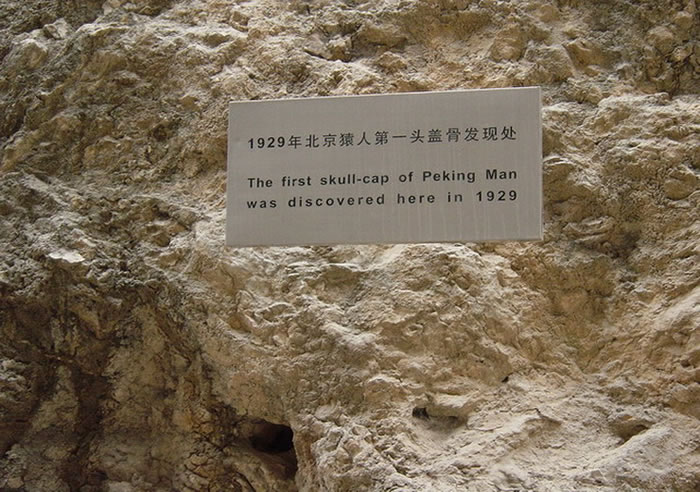 1929年北京猿人第一头盖骨发现处
The first skull-cap of Peking Man
was discovered here in 1929